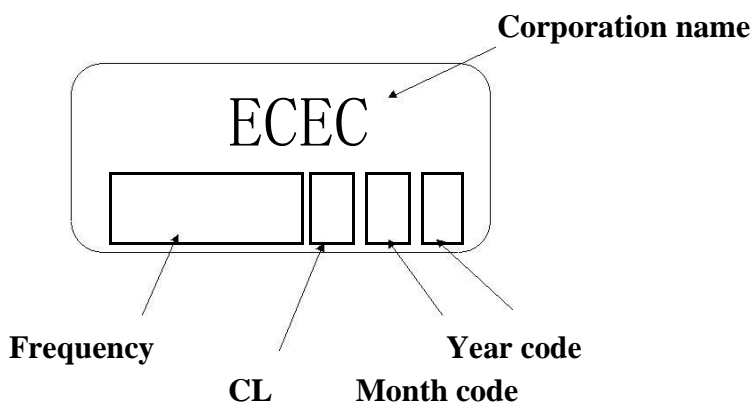 Corporation name
ECEC
Frequency
Year code
CL
Month code